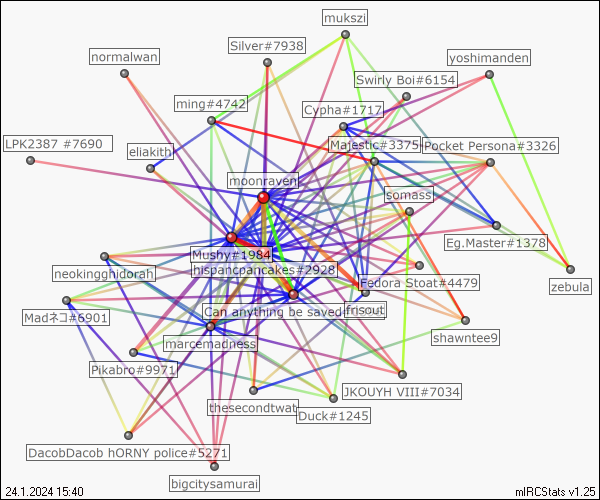 mukszi
Silver#7938
normalwan
yoshimanden
Swirly Boi#6154
ming#4742
Cypha#1717
LPK2387 #7690
eliakith
Majestic#3375
Pocket Persona#3326
moonraven
somass
Eg.Master#1378
Mushy#1984
hispancpancakes#2928
neokingghidorah
Fedora Stoat#4479
zebula
Can anything be saved
frisout
Madネコ#6901
marcemadness
shawntee9
Pikabro#9971
JKOUYH VIII#7034
thesecondtwat
Duck#1245
DacobDacob hORNY police#5271
bigcitysamurai
24.1.2024 15:40
mIRCStats v1.25